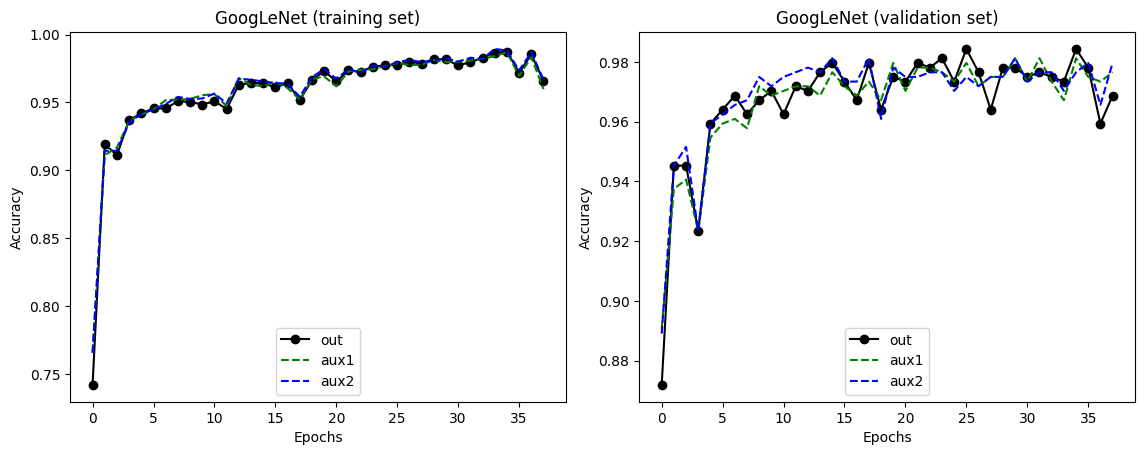 GoogLeNet (training set)
1.00
0.95
0.90
0.85
0.80
0.75
Accuracy
0 5 10 15 20 25 30 35
Epochs
out
aux1
aux2
GoogLeNet (validation set)
0.98
0.96
0.94
0.92
0.90
0.88
Accuracy
0 5 10 15 20 25 30 35
Epochs
out
aux1
aux2